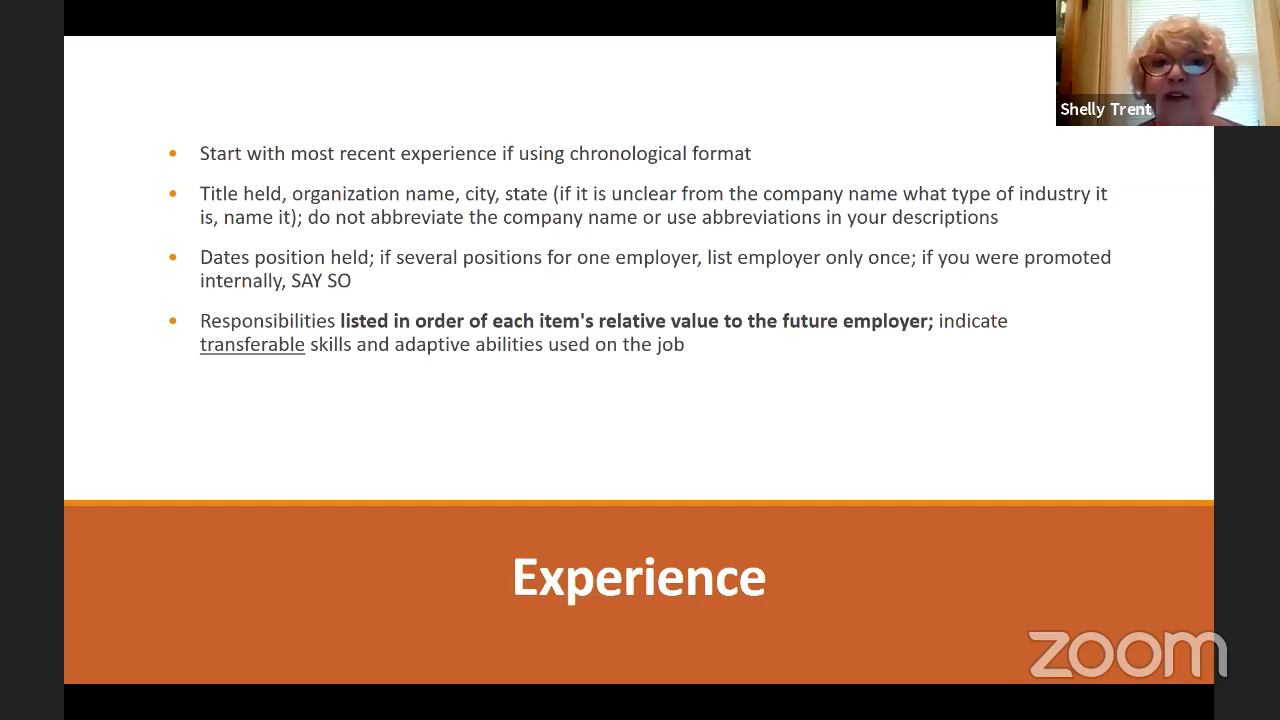 Shelly Trent
Start with most recent experience if using chronological format
Title held, organization name, city, state (if it is unclear from the company name what type of industry it
is, name it); do not abbreviate the company name or use abbreviations in your descriptions
Dates position held; if several positions for one employer, list employer only once; if you were promoted
internally, SAY SO
Responsibilities listed in order of each item's relative value to the future employer; indicate
transferable skills and adaptive abilities used on the job
Experience
zoom